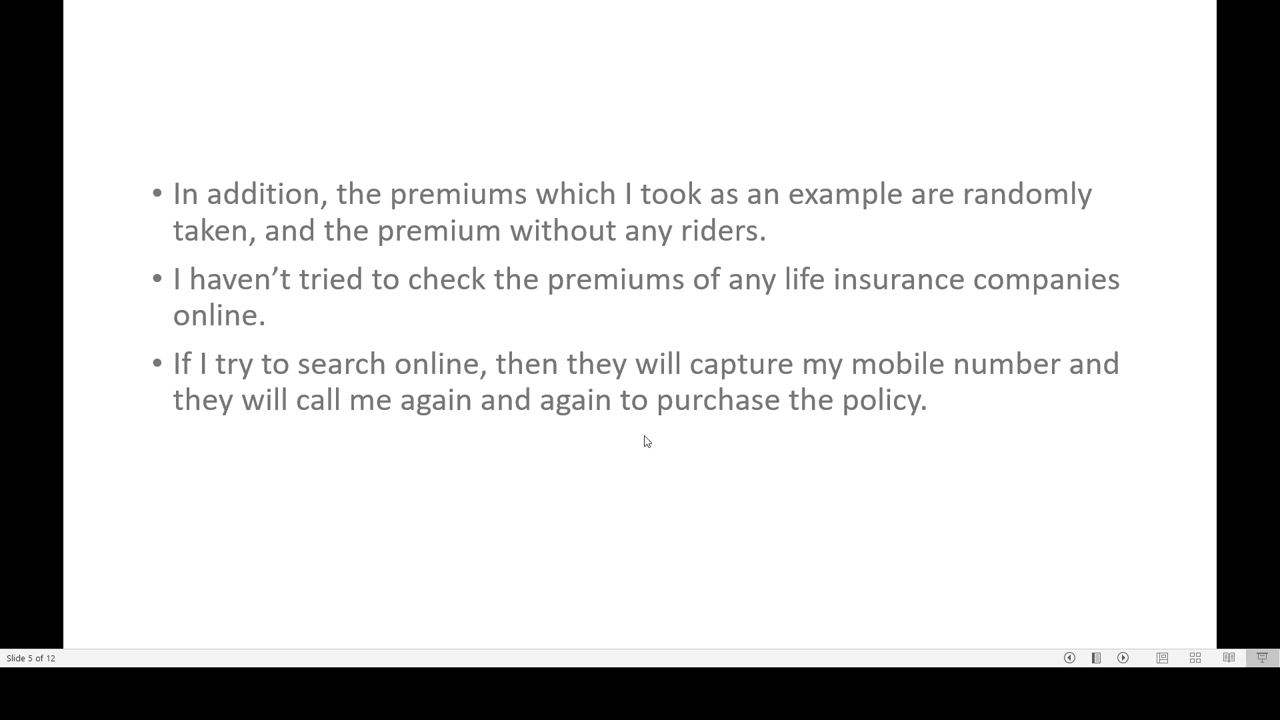 • In addition, the premiums which I took as an example are randomly
taken, and the premium without any riders.
• I haven’t tried to check the premiums of any life insurance companies
online.
• If I try to search online, then they will capture my mobile number and
they will call me again and again to purchase the policy.
Slide 5 of 12